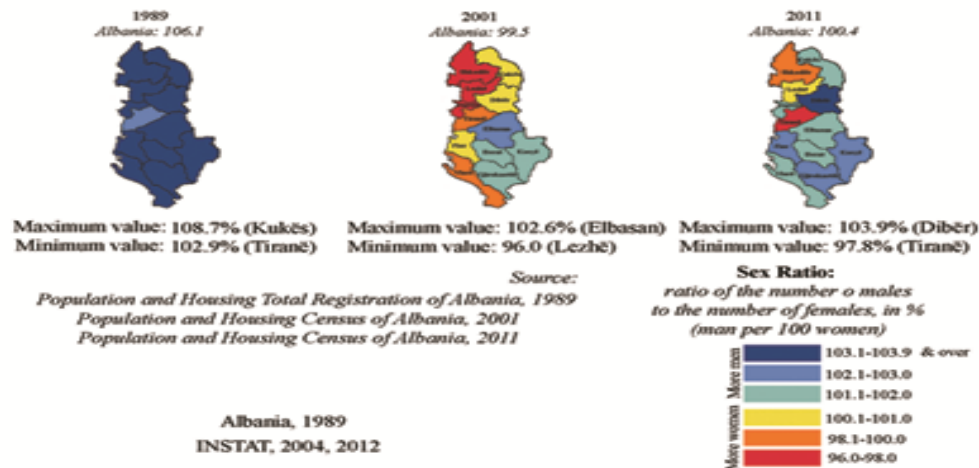 1989
Albania: 106.1
2001
Albania: 99.5
2011
Albania: 100.4
Maximum value: 108.7% (Kukës)
Minimum value: 102.9% (Tiranë)
Maximum value: 102.6% (Elbasan)
Minimum value: 96.0 (Lezhë)
Maximum value: 103.9% (Dibër)
Minimum value: 97.8% (Tiranë)
Source:
Population and Housing Total Registration of Albania, 1989
Population and Housing Census of Albania, 2001
Population and Housing Census of Albania, 2011
Albania, 1989
INSTAT, 2004, 2012
Sex Ratio:
ratio of the number o males
to the number of females, in %
(man per 100 women)
More men
103.1-103.9 & over
102.1-103.0
101.1-102.0
More women
100.1-101.0
98.1-100.0
96.0-98.0